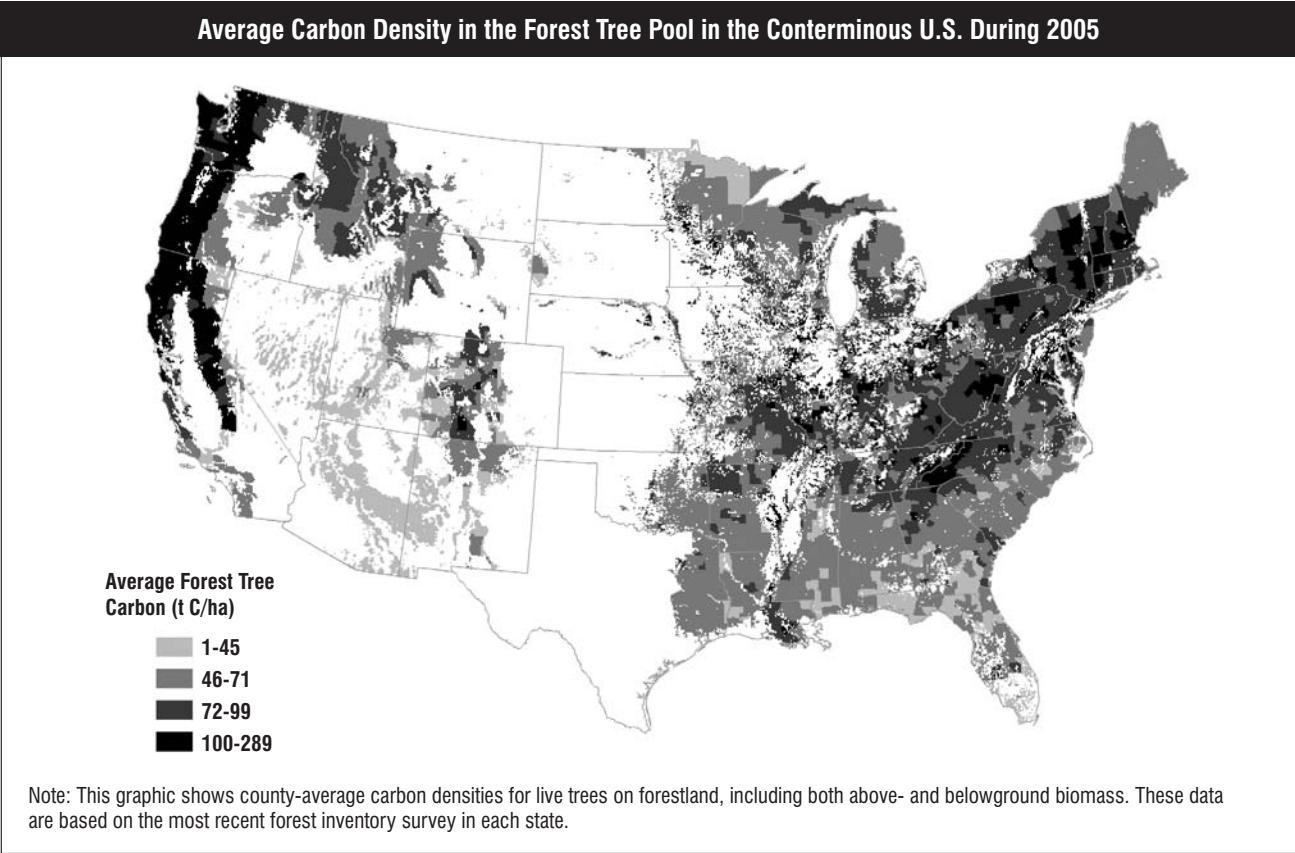 Average Carbon Density in the Forest Tree Pool in the Conterminous U.S. During 2005
Average Forest Tree
Carbon (t C/ha)
1-45
46-71
72-99
100-289
Note: This graphic shows county-average carbon densities for live trees on forestland, including both above- and belowground biomass. These data
are based on the most recent forest inventory survey in each state.